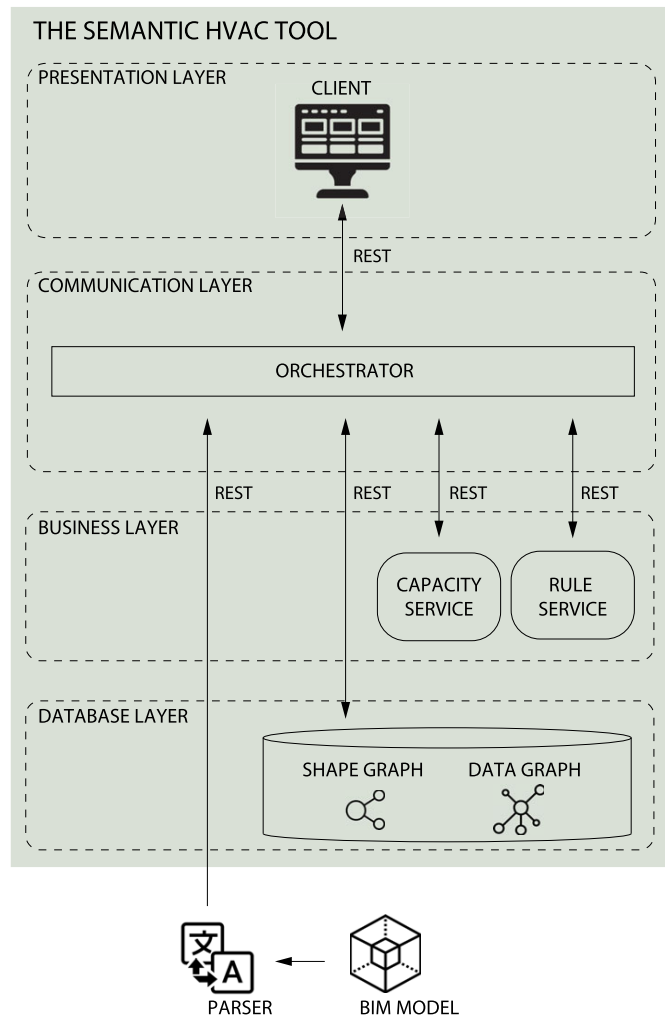 THE SEMANTIC HVAC TOOL
PRESENTATION LAYER
CLIENT
REST
COMMUNICATION LAYER
ORCHESTRATOR
REST
REST
REST
REST
BUSINESS LAYER
CAPACITY
SERVICE
RULE
SERVICE
DATABASE LAYER
SHAPE GRAPH
DATA GRAPH
文
A
PARSER
BIM MODEL